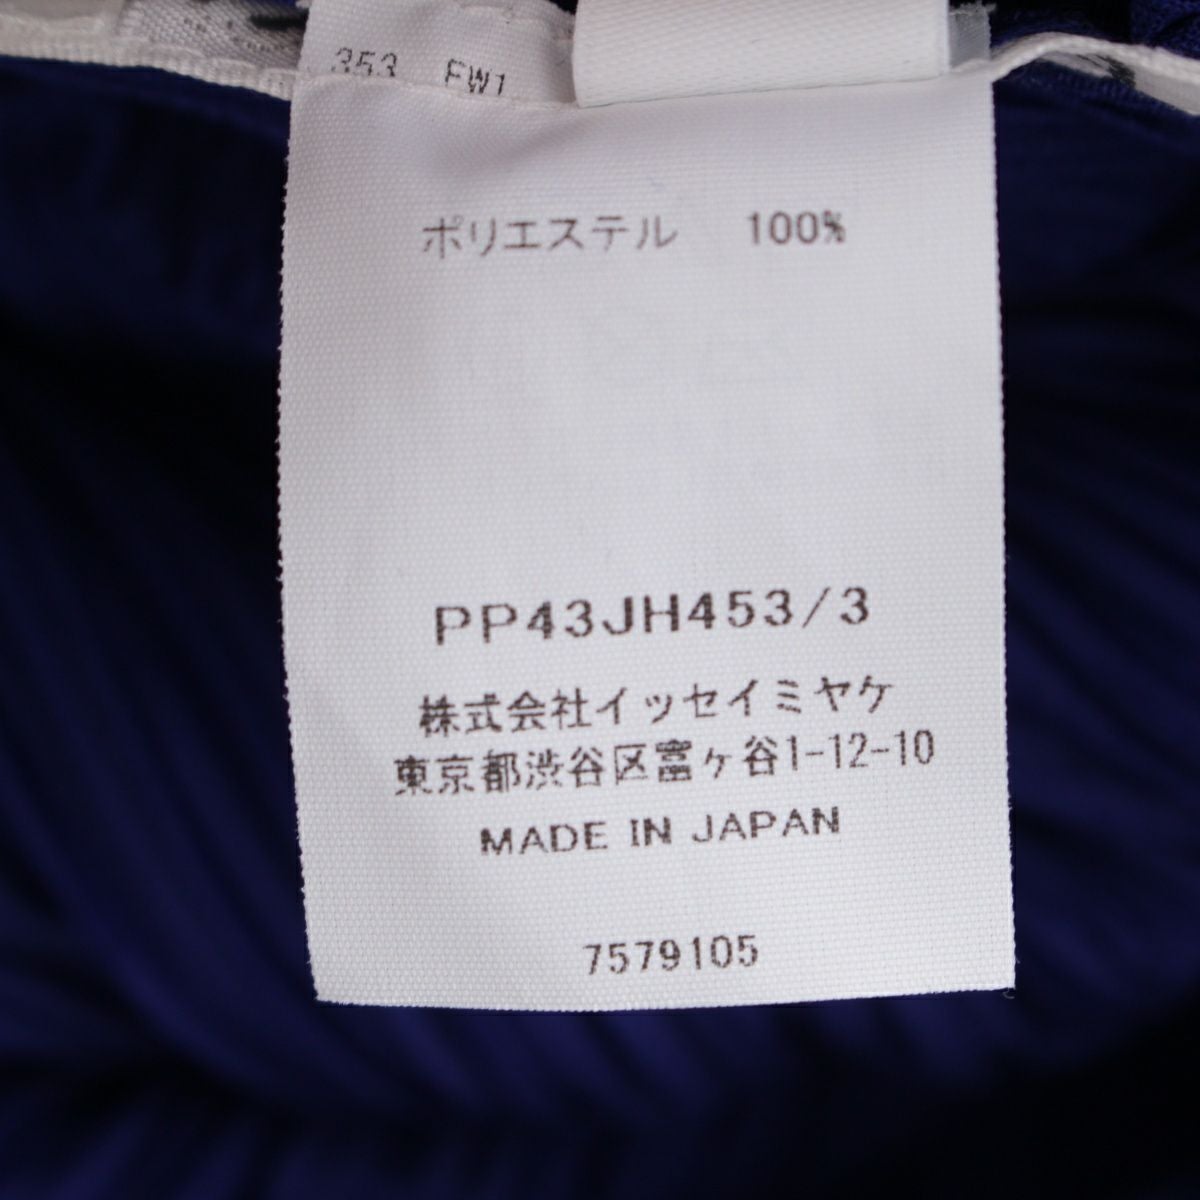 353 FW1
ポリエステル 100%
PP43JH453/3
株式会社イッセイミヤケ
東京都渋谷区富ヶ谷1-12-10
MADE IN JAPAN
7579105